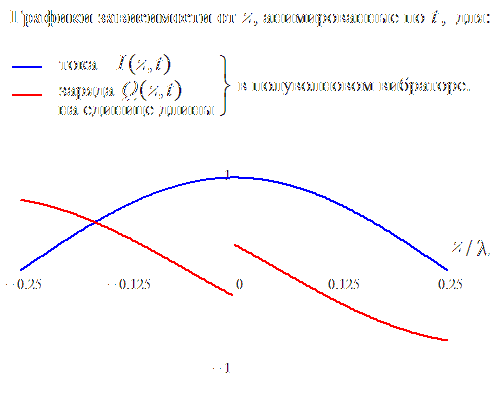 Графики зависимости от z, анимированные по t, для:
тока I(z,t)
заряда Q(z,t)
на единице длины
в полуволновом вибраторе.
1
z/λ
-0.25 -0.125 0 0.125 0.25
-1